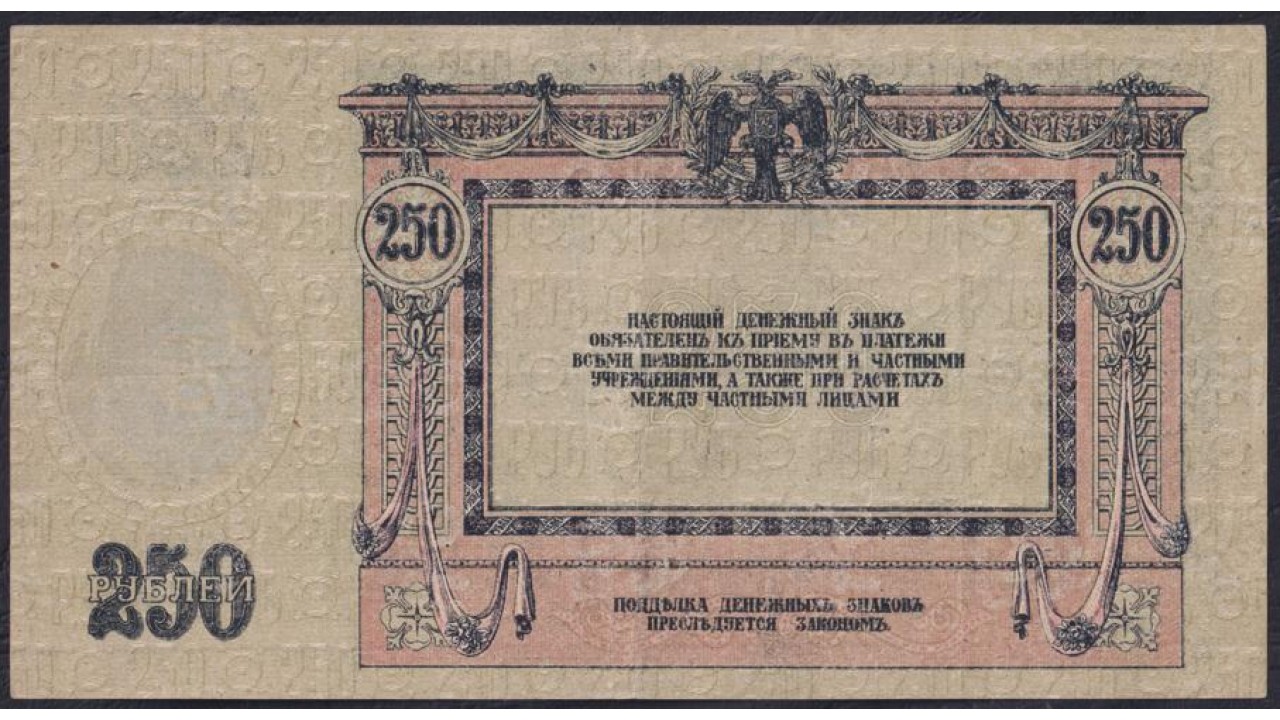 250
250
НАСТОЯЩІЙ ДЕНЕЖНЫЙ ЗНАКЪ
ОБЯЗАТЕЛЕНЪ КЪ ПРІЕМУ ВЪ ПЛАТЕЖИ
ВСѢМИ ПРАВИТЕЛЬСТВЕННЫМИ И ЧАСТНЫМИ
УЧРЕЖДЕНІЯМИ, А ТАКЖЕ ПРИ РАСЧЕТАХЪ
МЕЖДУ ЧАСТНЫМИ ЛИЦАМИ
250
РУБЛЕЙ
ПОДДѢЛКА ДЕНЕЖНЫХЪ ЗНАКОВЪ
ПРЕСЛѢДУЕТСЯ ЗАКОНОМЪ.